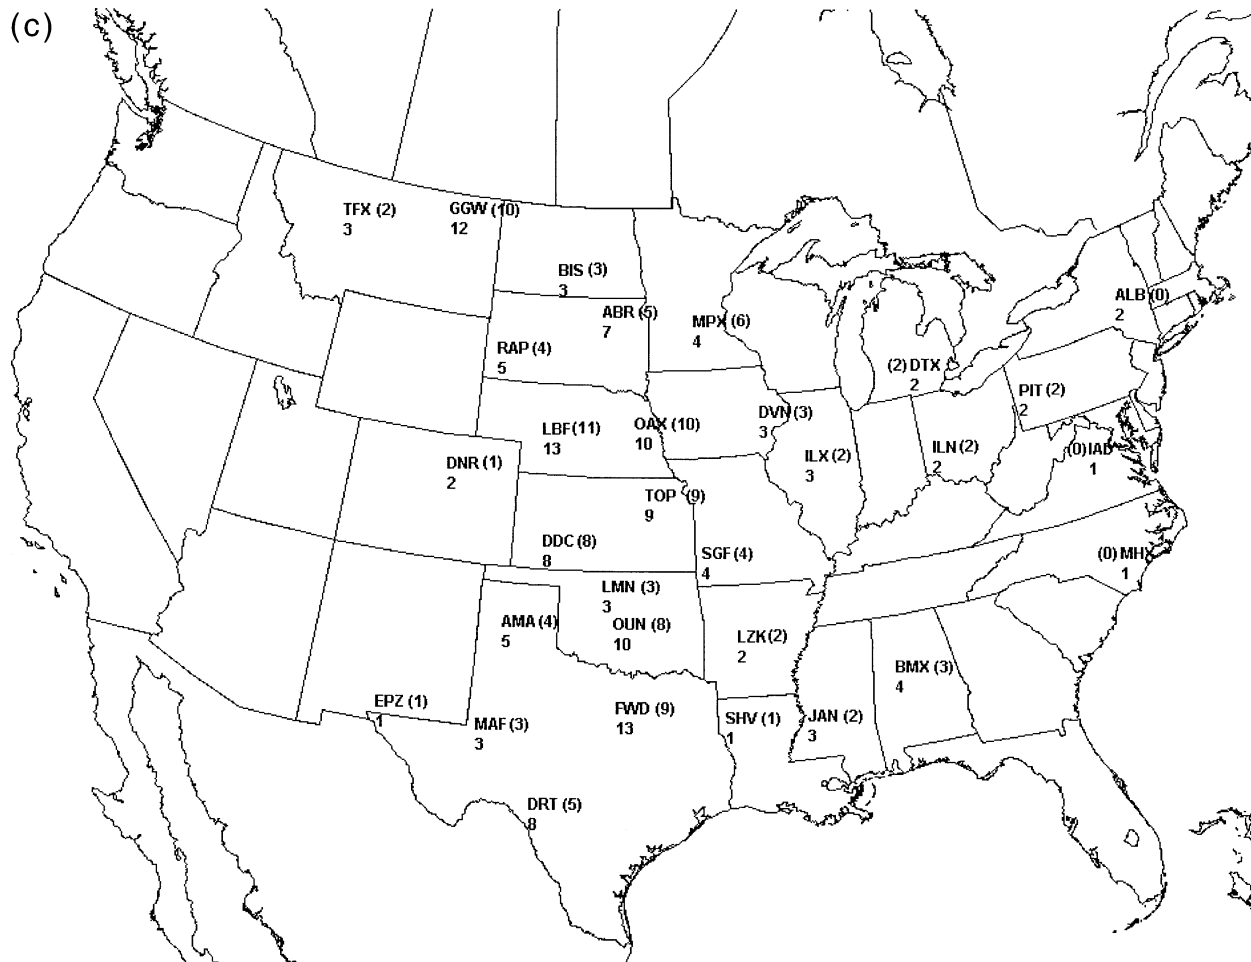 (c)
TFX (2)
3
GGW (10)
12
BIS (3)
3
ALB (0)
2
ABR (5)
7
MPX (6)
4
RAP (4)
5
(2) DTX
2
PIT (2)
2
LBF (11)
13
OAX (10)
10
DVN (3)
3
DNR (1)
2
ILX (2)
3
ILN (2)
2
(0) IAD
1
TOP (9)
9
DDC (8)
8
SGF (4)
4
(0) MHX
1
LMN (3)
3
AMA (4)
5
OUN (8)
10
LZK (2)
2
BMX (3)
4
EPZ (1)
1
MAF (3)
3
FWD (9)
13
SHV (1)
1
JAN (2)
3
DRT (5)
8